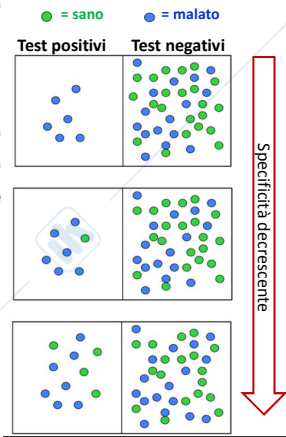 = sano = malato
Test positivi Test negativi
Specificità decrescente